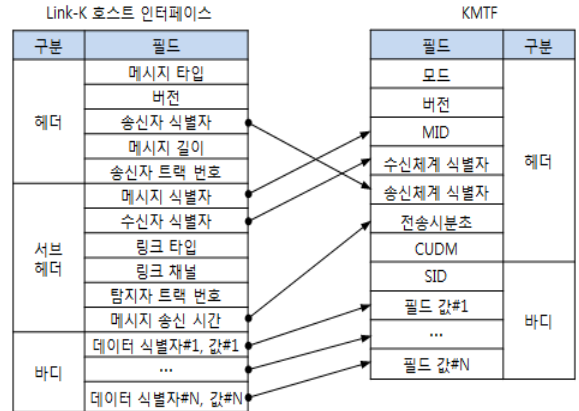 Link-K 호스트 인터페이스
구분 필드
헤더
메시지 타입
버전
송신자 식별자
메시지 길이
송신자 트랙 번호
서브
헤더
메시지 식별자
수신자 식별자
링크 타입
링크 채널
탐지자 트랙 번호
메시지 송신 시간
바디
데이터 식별자#1, 값#1
...
데이터 식별자#N, 값#N
KMTF
필드 구분
모드
버전
MID
수신체계 식별자
송신체계 식별자
전송시분초
CUDM
헤더
SID
필드 값#1
...
필드 값#N
바디